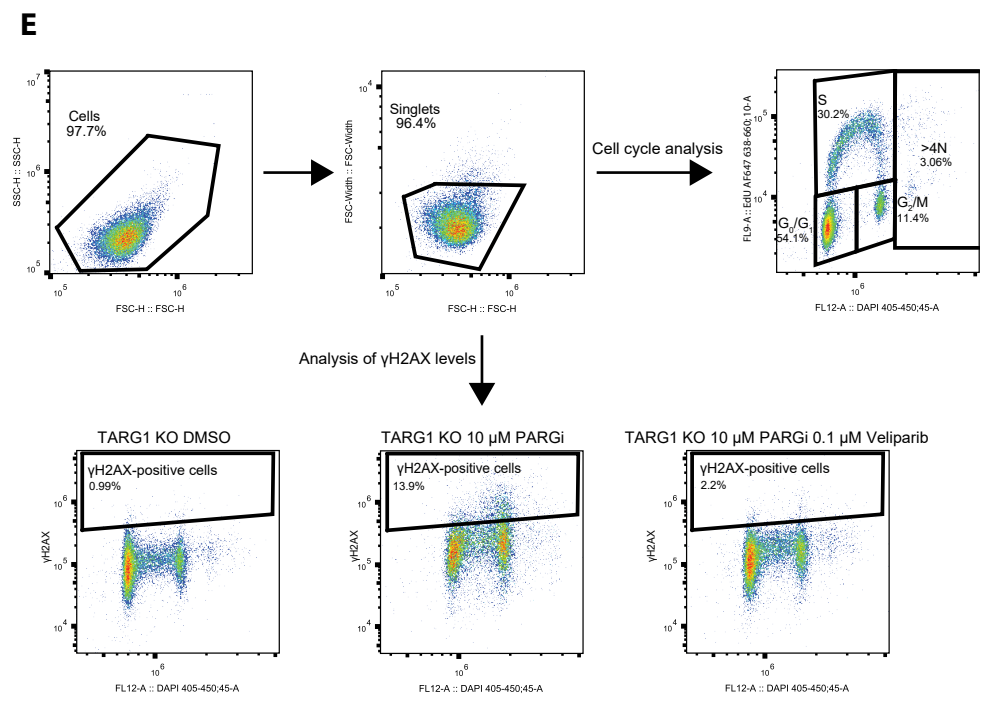 E
Cells
97.7%
10^7
10^6
10^5
SSC-H :: SSC-H
10^5
10^6
FSC-H :: FSC-H
Singlets
96.4%
10^4
FSC-Width :: FSC-Width
10^5
10^6
FSC-H :: FSC-H
Cell cycle analysis
S
30.2%
>4N
3.06%
G₀/G₁
54.1%
G₂/M
11.4%
10^5
10^4
FL9-A :: EdU AF647 638-660;10-A
10^6
FL12-A :: DAPI 405-450;45-A
Analysis of γH2AX levels
TARG1 KO DMSO
γH2AX-positive cells
0.99%
10^6
10^5
10^4
γH2AX
10^6
FL12-A :: DAPI 405-450;45-A
TARG1 KO 10 μM PARGi
γH2AX-positive cells
13.9%
10^6
10^5
10^4
γH2AX
10^6
FL12-A :: DAPI 405-450;45-A
TARG1 KO 10 μM PARGi 0.1 μM Veliparib
γH2AX-positive cells
2.2%
10^6
10^5
10^4
γH2AX
10^6
FL12-A :: DAPI 405-450;45-A